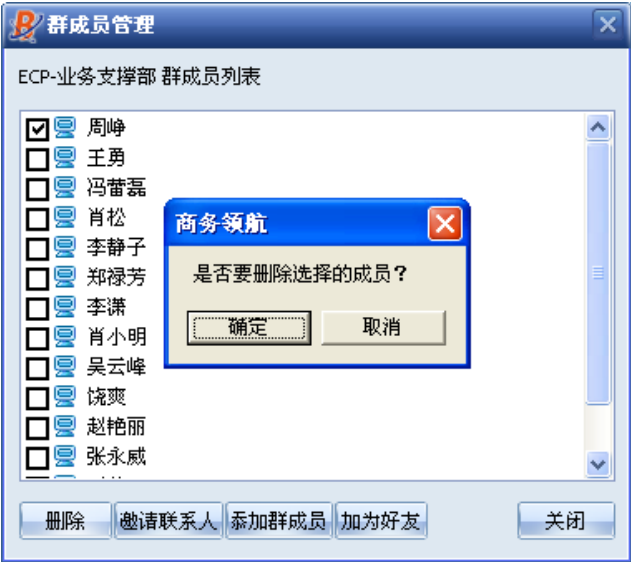 群成员管理
ECP-业务支撑部 群成员列表
周峥
王勇
冯蕾磊
肖松
李静子
郑禄芳
李潇
肖小明
吴云峰
饶爽
赵艳丽
张永威
商务领航
是否要删除选择的成员？
确定 取消
删除 邀请联系人 添加群成员 加为好友 关闭